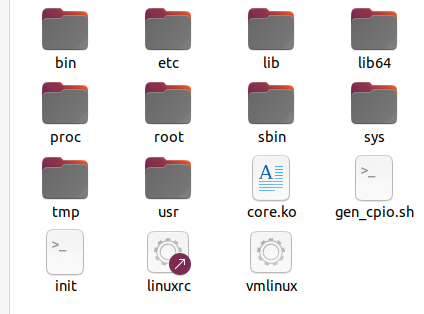 bin etc lib lib64
proc root sbin sys
A
tmp usr core.ko gen_cpio.sh
>_
>_
init linuxrc vmlinux